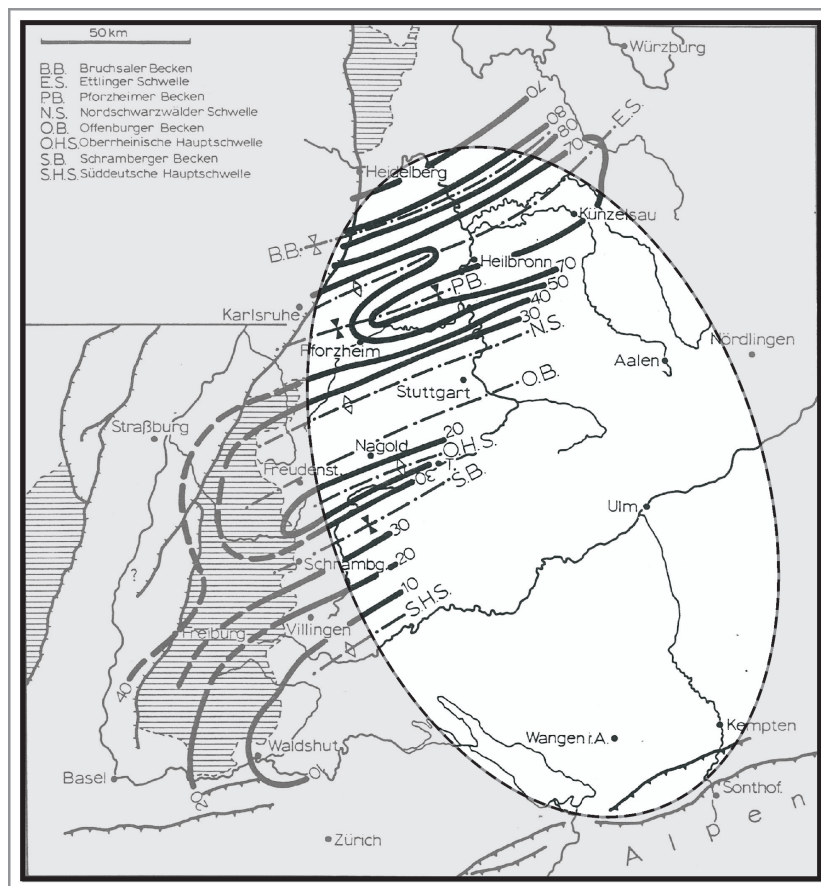 50 km
B.B. Bruchsaler Becken
E.S. Ettlinger Schwelle
P.B. Pforzheimer Becken
N.S. Nordschwarzwälder Schwelle
O.B. Offenburger Becken
O.H.S. Oberrheinische Hauptschwelle
S.B. Schramberger Becken
S.H.S. Süddeutsche Hauptschwelle
Würzburg
70
80
80
70
E.S.
Heidelberg
Künzelsau
B.B.
Heilbronn
70
P.B.
50
40
30
N.S.
Karlsruhe
Pforzheim
Nördlingen
Aalen
O.B.
Stuttgart
Straßburg
20
Nagold
O.H.S.
Freudenst.
30
S.B.
Ulm
30
20
Schrambg.
?
10
S.H.S.
Freiburg
Villingen
40
Kempten
Wangen i.A.
Waldshut
Basel
10
20
Sonthof.
Zürich
Alpen